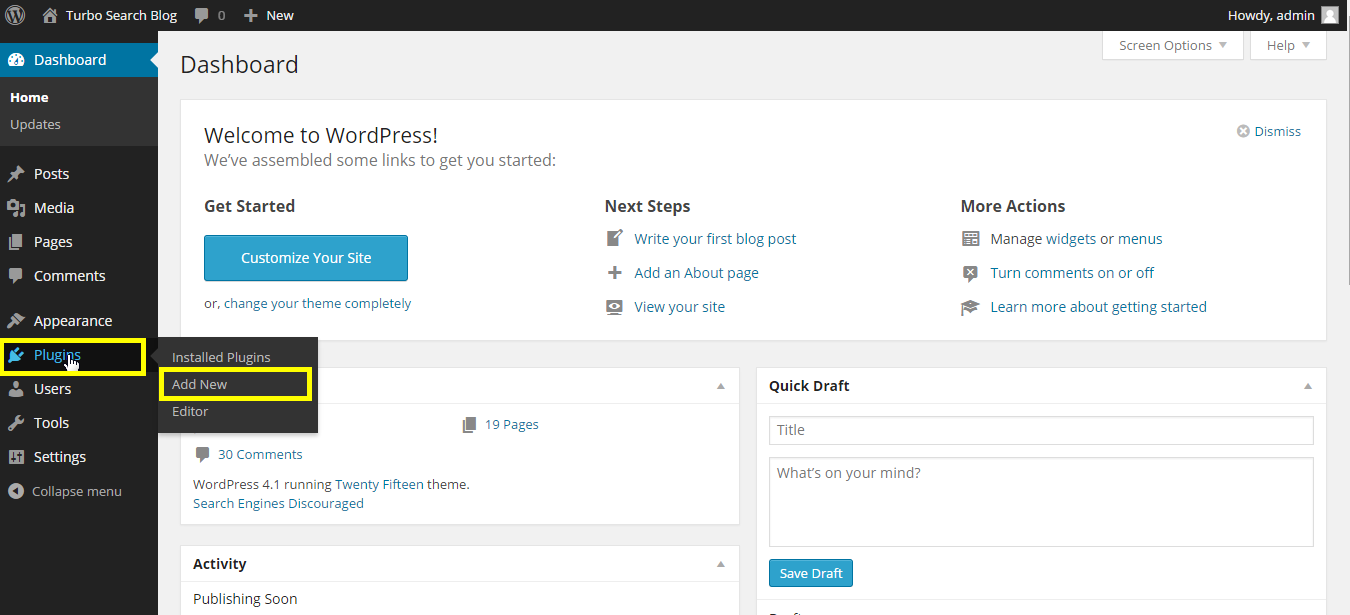 Turbo Search Blog 0 New Howdy, admin
Dashboard
Home
Updates
Posts
Media
Pages
Comments
Appearance
Plugins
Users
Tools
Settings
Collapse menu
Installed Plugins
Add New
Editor
Screen Options Help
Dashboard
Welcome to WordPress!
We've assembled some links to get you started:
Dismiss
Get Started
Customize Your Site
or, change your theme completely
Next Steps
Write your first blog post
Add an About page
View your site
More Actions
Manage widgets or menus
Turn comments on or off
Learn more about getting started
19 Pages
30 Comments
WordPress 4.1 running Twenty Fifteen theme.
Search Engines Discouraged
Activity
Publishing Soon
Quick Draft
Title
What's on your mind?
Save Draft